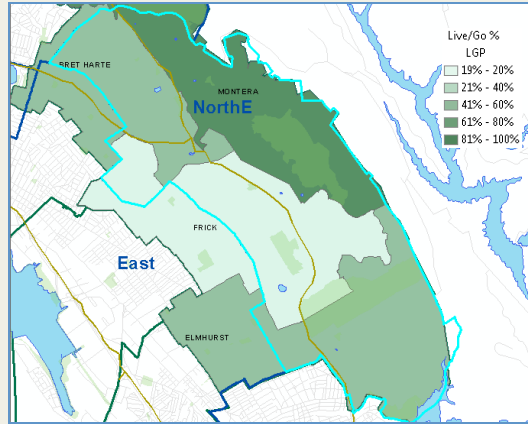 Live/Go %
LGP
19% - 20%
21% - 40%
41% - 60%
61% - 80%
81% - 100%
BRET HARTE
MONTERA
NorthE
FRICK
East
ELMHURST